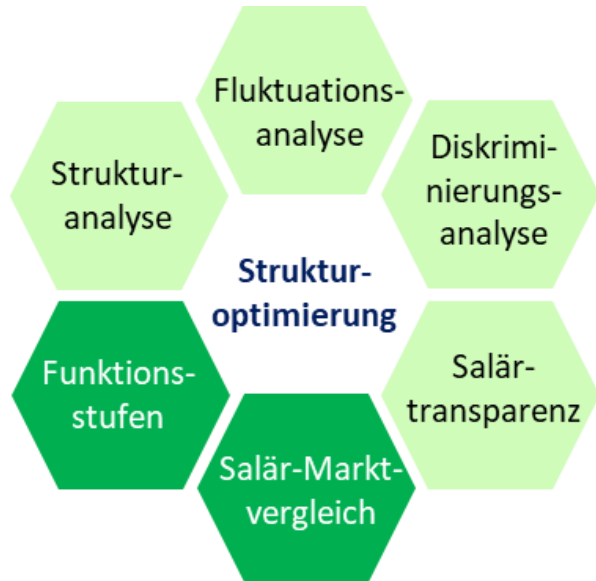 Fluktuations-
analyse
Diskrimi-
nierungs-
analyse
Struktur-
analyse
Struktur-
optimierung
Funktions-
stufen
Salär-
transparenz
Salär-Markt-
vergleich